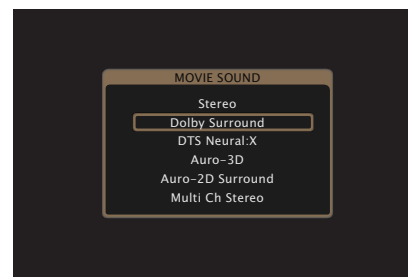 MOVIE SOUND
Stereo
Dolby Surround
DTS Neural:X
Auro-3D
Auro-2D Surround
Multi Ch Stereo